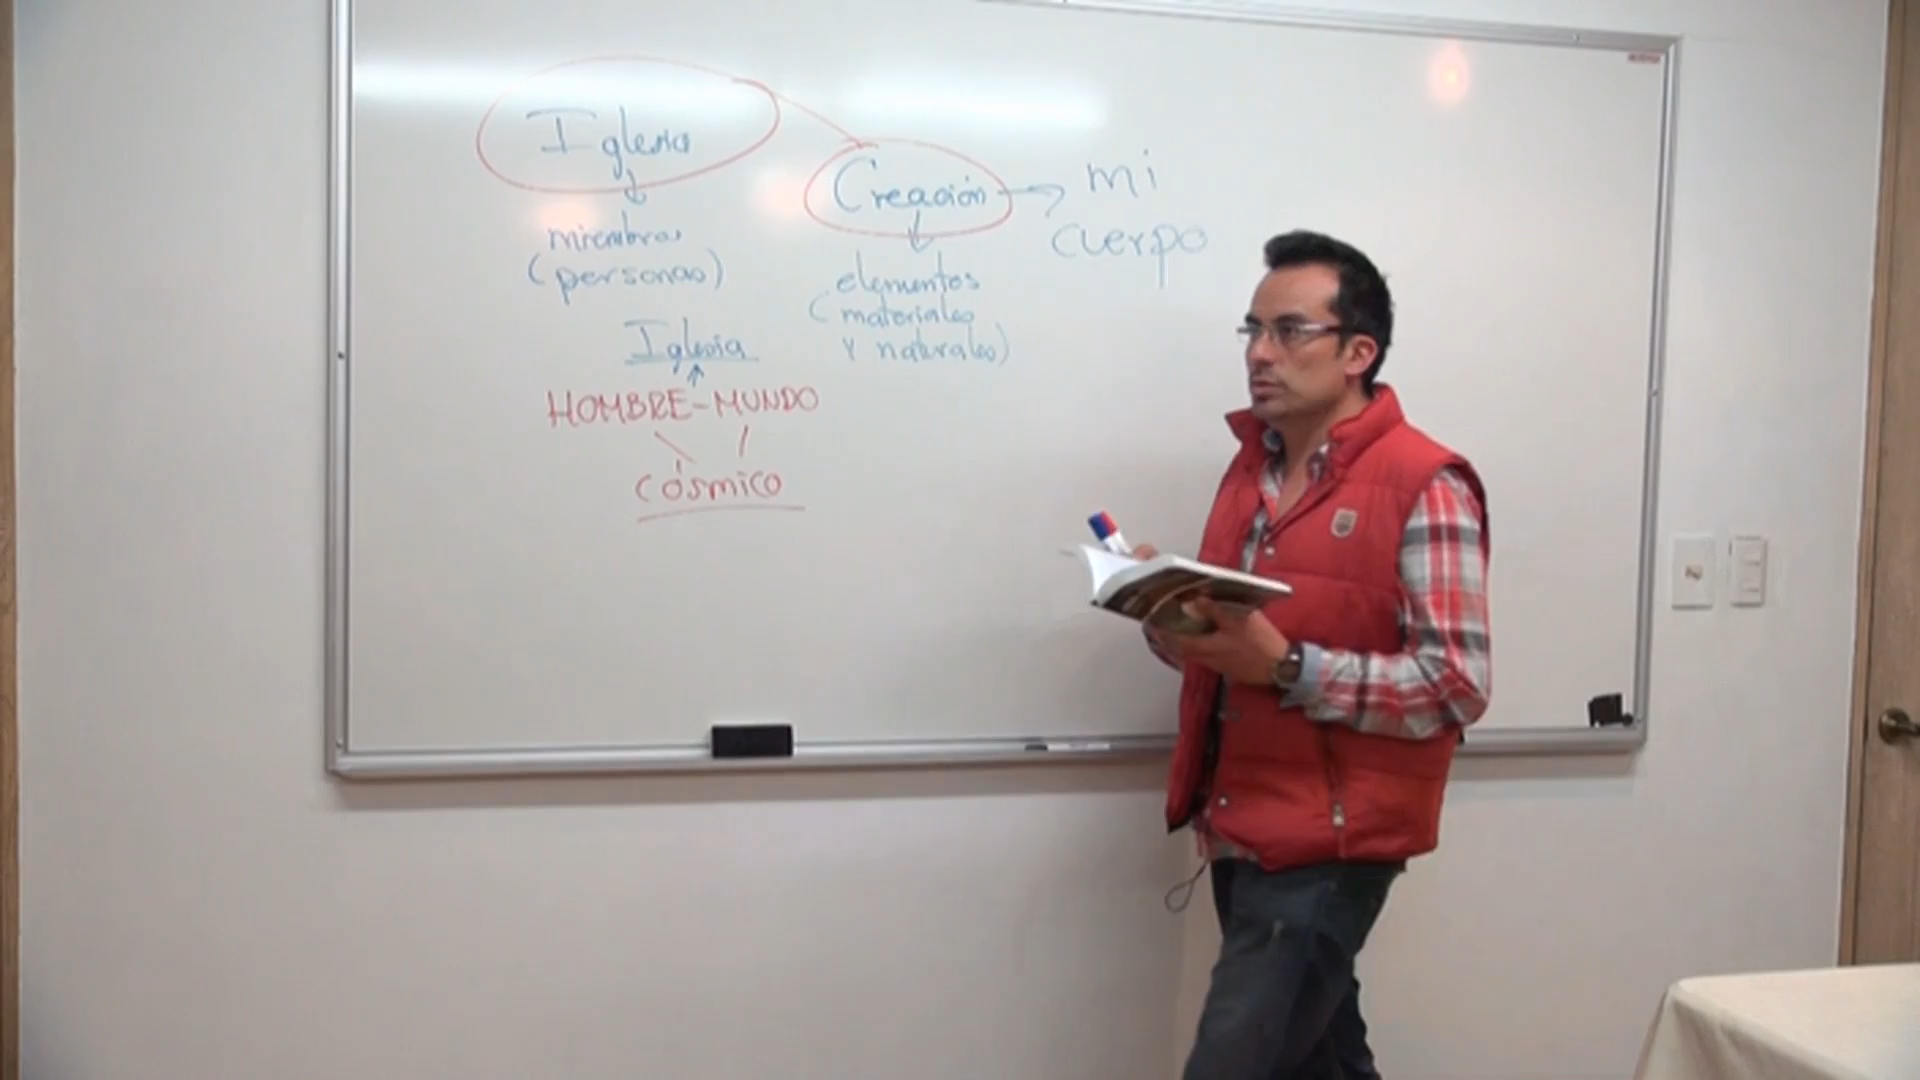 Iglesia
miembros
(personas)
Creación
mi
cuerpo
elementos
(materiales
y naturales)
Iglesia
HOMBRE-MUNDO
cósmico